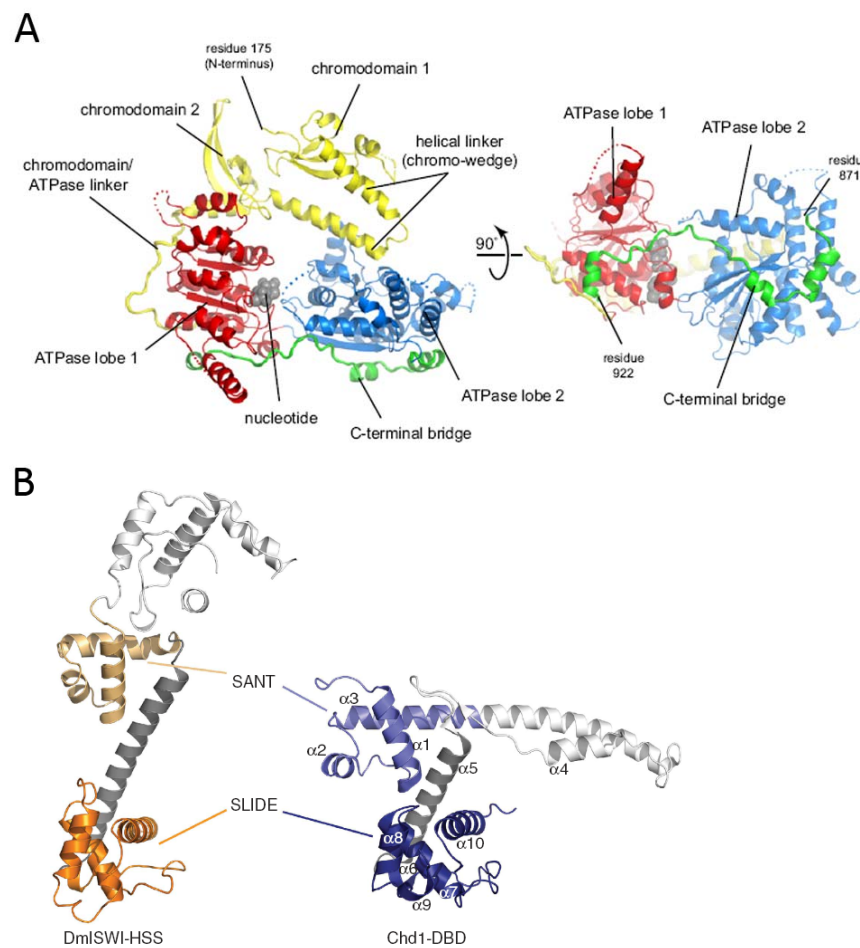 A
residue 175
(N-terminus)
chromodomain 1
chromodomain 2
helical linker
(chromo-wedge)
chromodomain/
ATPase linker
ATPase lobe 1
nucleotide
C-terminal bridge
ATPase lobe 2
90°
ATPase lobe 1
ATPase lobe 2
residu
871
residue
922
C-terminal bridge
B
SANT
SLIDE
DmISWI-HSS
α3
α2
α1
α5
α4
α8
α6
α10
α7
α9
Chd1-DBD